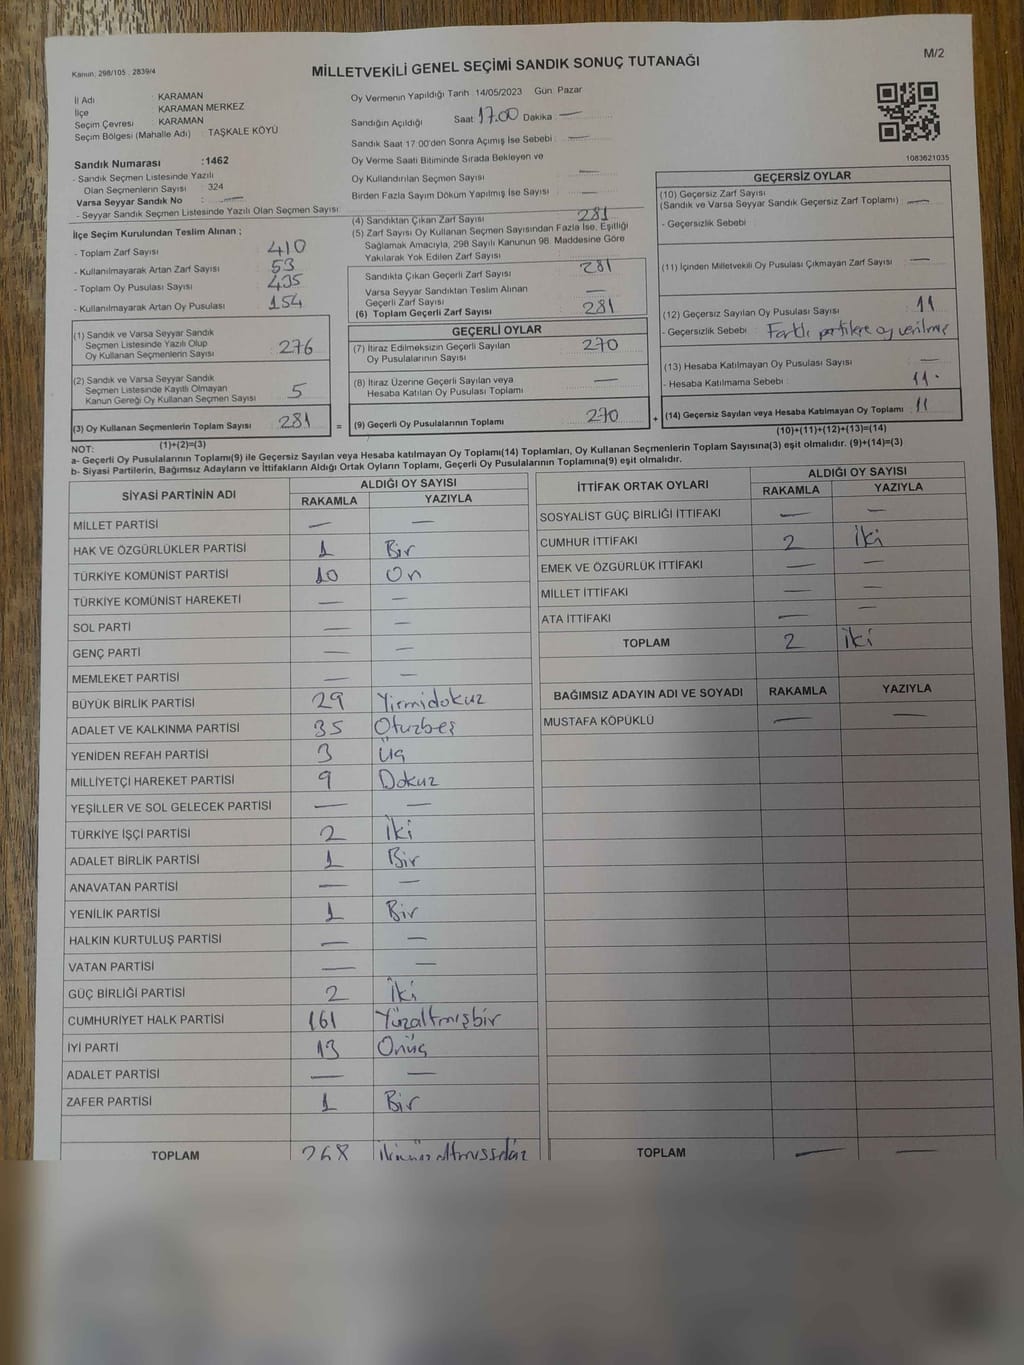 Kanun, 298/105 , 2839/4
MİLLETVEKİLİ GENEL SEÇİMİ SANDIK SONUÇ TUTANAĞI
M/2
İl Adı : KARAMAN
İlçe : KARAMAN MERKEZ
Seçim Çevresi : KARAMAN
Seçim Bölgesi (Mahalle Adı) : TAŞKALE KÖYÜ
Sandık Numarası :1462
- Sandık Seçmen Listesinde Yazılı
Olan Seçmenlerin Sayısı : 324
Varsa Seyyar Sandık No : —
- Seyyar Sandık Seçmen Listesinde Yazılı Olan Seçmen Sayısı
Oy Vermenin Yapıldığı Tarih : 14/05/2023 Gün: Pazar
Sandığın Açıldığı Saat: 17.00 Dakika —
Sandık Saat 17:00'den Sonra Açılmış İse Sebebi : —
Oy Verme Saati Bitiminde Sırada Bekleyen ve
Oy Kullandırılan Seçmen Sayısı —
Birden Fazla Sayım Döküm Yapılmış İse Sayısı —
1083621035
İlçe Seçim Kurulundan Teslim Alınan ;
- Toplam Zarf Sayısı : 410
- Kullanılmayarak Artan Zarf Sayısı : 53
- Toplam Oy Pusulası Sayısı : 435
- Kullanılmayarak Artan Oy Pusulası : 154
(1) Sandık ve Varsa Seyyar Sandık
Seçmen Listesinde Yazılı Olup
Oy Kullanan Seçmenlerin Sayısı : 276
(2) Sandık ve Varsa Seyyar Sandık
Seçmen Listesinde Kayıtlı Olmayan
Kanun Gereği Oy Kullanan Seçmen Sayısı : 5
(3) Oy Kullanan Seçmenlerin Toplam Sayısı : 281
(1)+(2)=(3)
(4) Sandıktan Çıkan Zarf Sayısı 281
(5) Zarf Sayısı Oy Kullanan Seçmen Sayısından Fazla İse, Eşitliği
Sağlamak Amacıyla, 298 Sayılı Kanunun 98. Maddesine Göre
Yakılarak Yok Edilen Zarf Sayısı
Sandıkta Çıkan Geçerli Zarf Sayısı 281
Varsa Seyyar Sandıktan Teslim Alınan
Geçerli Zarf Sayısı —
(6) Toplam Geçerli Zarf Sayısı : 281
GEÇERLİ OYLAR
(7) İtiraz Edilmeksizin Geçerli Sayılan
Oy Pusulalarının Sayısı 270
(8) İtiraz Üzerine Geçerli Sayılan veya
Hesaba Katılan Oy Pusulası Toplamı —
= (9) Geçerli Oy Pusulalarının Toplamı 270 +
GEÇERSİZ OYLAR
(10) Geçersiz Zarf Sayısı
(Sandık ve Varsa Seyyar Sandık Geçersiz Zarf Toplamı) —
- Geçersizlik Sebebi :
(11) İçinden Milletvekili Oy Pusulası Çıkmayan Zarf Sayısı —
(12) Geçersiz Sayılan Oy Pusulası Sayısı 11
- Geçersizlik Sebebi : Farklı partilere oy verilme
(13) Hesaba Katılmayan Oy Pusulası Sayısı —
- Hesaba Katılmama Sebebi : 11.
(14) Geçersiz Sayılan veya Hesaba Katılmayan Oy Toplamı : 11
(10)+(11)+(12)+(13)=(14)
NOT:
a- Geçerli Oy Pusulalarının Toplamı(9) ile Geçersiz Sayılan veya Hesaba katılmayan Oy Toplamı(14) Toplamları, Oy Kullanan Seçmenlerin Toplam Sayısına(3) eşit olmalıdır. (9)+(14)=(3)
b- Siyasi Partilerin, Bağımsız Adayların ve İttifakların Aldığı Ortak Oyların Toplamı, Geçerli Oy Pusulalarının Toplamına(9) eşit olmalıdır.
SİYASİ PARTİNİN ADI ALDIĞI OY SAYISI
RAKAMLA YAZIYLA
MİLLET PARTİSİ — —
HAK VE ÖZGÜRLÜKLER PARTİSİ 1 Bir
TÜRKİYE KOMÜNİST PARTİSİ 10 On
TÜRKİYE KOMÜNİST HAREKETİ — —
SOL PARTİ — —
GENÇ PARTİ — —
MEMLEKET PARTİSİ — —
BÜYÜK BİRLİK PARTİSİ 29 Yirmidokuz
ADALET VE KALKINMA PARTİSİ 35 Otuzbeş
YENİDEN REFAH PARTİSİ 3 Üç
MİLLİYETÇİ HAREKET PARTİSİ 9 Dokuz
YEŞİLLER VE SOL GELECEK PARTİSİ — —
TÜRKİYE İŞÇİ PARTİSİ 2 İki
ADALET BİRLİK PARTİSİ 1 Bir
ANAVATAN PARTİSİ — —
YENİLİK PARTİSİ 1 Bir
HALKIN KURTULUŞ PARTİSİ — —
VATAN PARTİSİ — —
GÜÇ BİRLİĞİ PARTİSİ 2 İki
CUMHURİYET HALK PARTİSİ 161 Yüzaltmışbir
İYİ PARTİ 13 Onüç
ADALET PARTİSİ — —
ZAFER PARTİSİ 1 Bir
TOPLAM 268
İTTİFAK ORTAK OYLARI ALDIĞI OY SAYISI
RAKAMLA YAZIYLA
SOSYALİST GÜÇ BİRLİĞİ İTTİFAKI — —
CUMHUR İTTİFAKI 2 İki
EMEK VE ÖZGÜRLÜK İTTİFAKI — —
MİLLET İTTİFAKI — —
ATA İTTİFAKI — —
TOPLAM 2 İki
BAĞIMSIZ ADAYIN ADI VE SOYADI RAKAMLA YAZIYLA
MUSTAFA KÖPÜKLÜ — —
TOPLAM — —